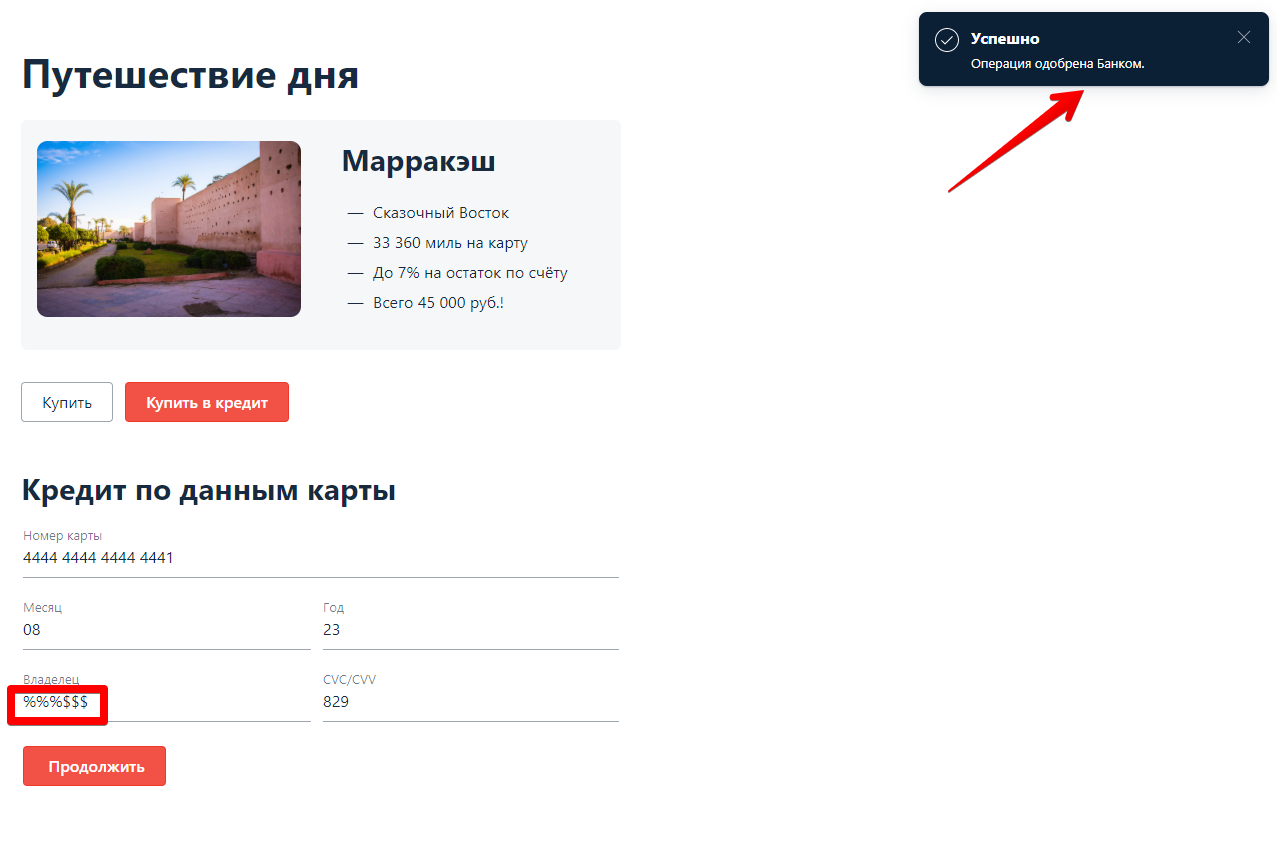 Успешно
Операция одобрена Банком.
Путешествие дня
Марракэш
— Сказочный Восток
— 33 360 миль на карту
— До 7% на остаток по счёту
— Всего 45 000 руб.!
Купить
Купить в кредит
Кредит по данным карты
Номер карты
4444 4444 4444 4441
Месяц
08
Год
23
Владелец
%%%$$$
CVC/CVV
829
Продолжить